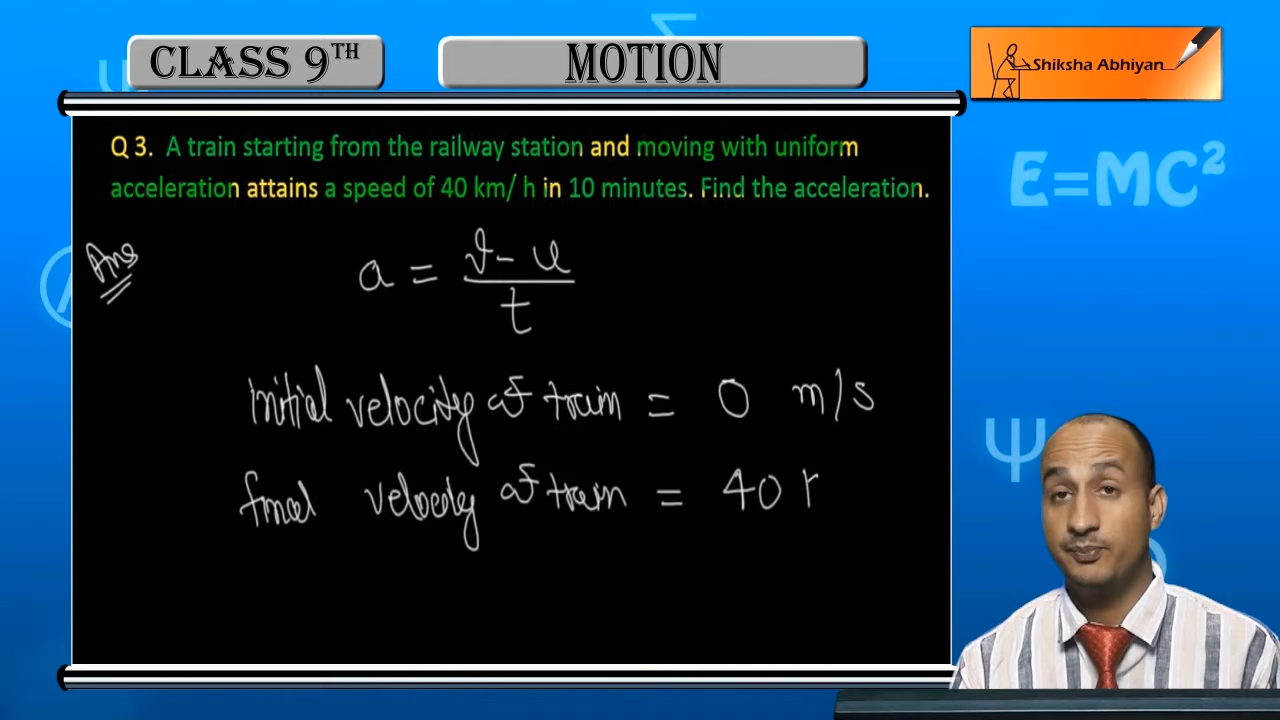 CLASS 9TH
MOTION
Shiksha Abhiyan
E=MC²
Q 3. A train starting from the railway station and moving with uniform
acceleration attains a speed of 40 km/ h in 10 minutes. Find the acceleration.
Ans
a = v - u
t
Initial velocity of train = 0 m/s
final velocity of train = 40
Ψ
Ψ
Σ